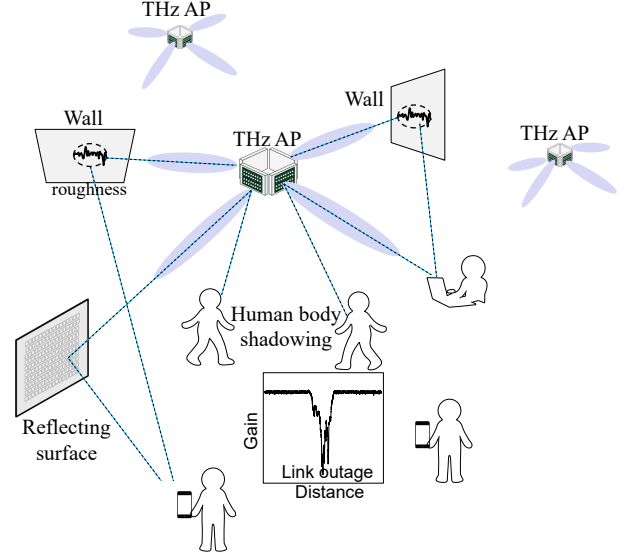 THz AP
Wall
Wall
THz AP
THz AP
roughness
Human body
shadowing
Reflecting
surface
Gain
Link outage
Distance